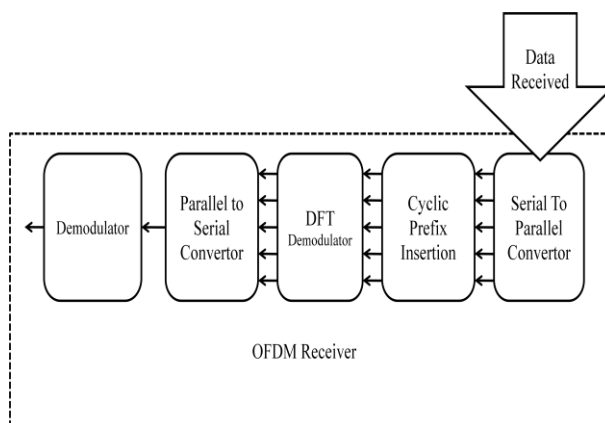 Data
Received
Demodulator
Parallel to
Serial
Convertor
DFT
Demodulator
Cyclic
Prefix
Insertion
Serial To
Parallel
Convertor
OFDM Receiver